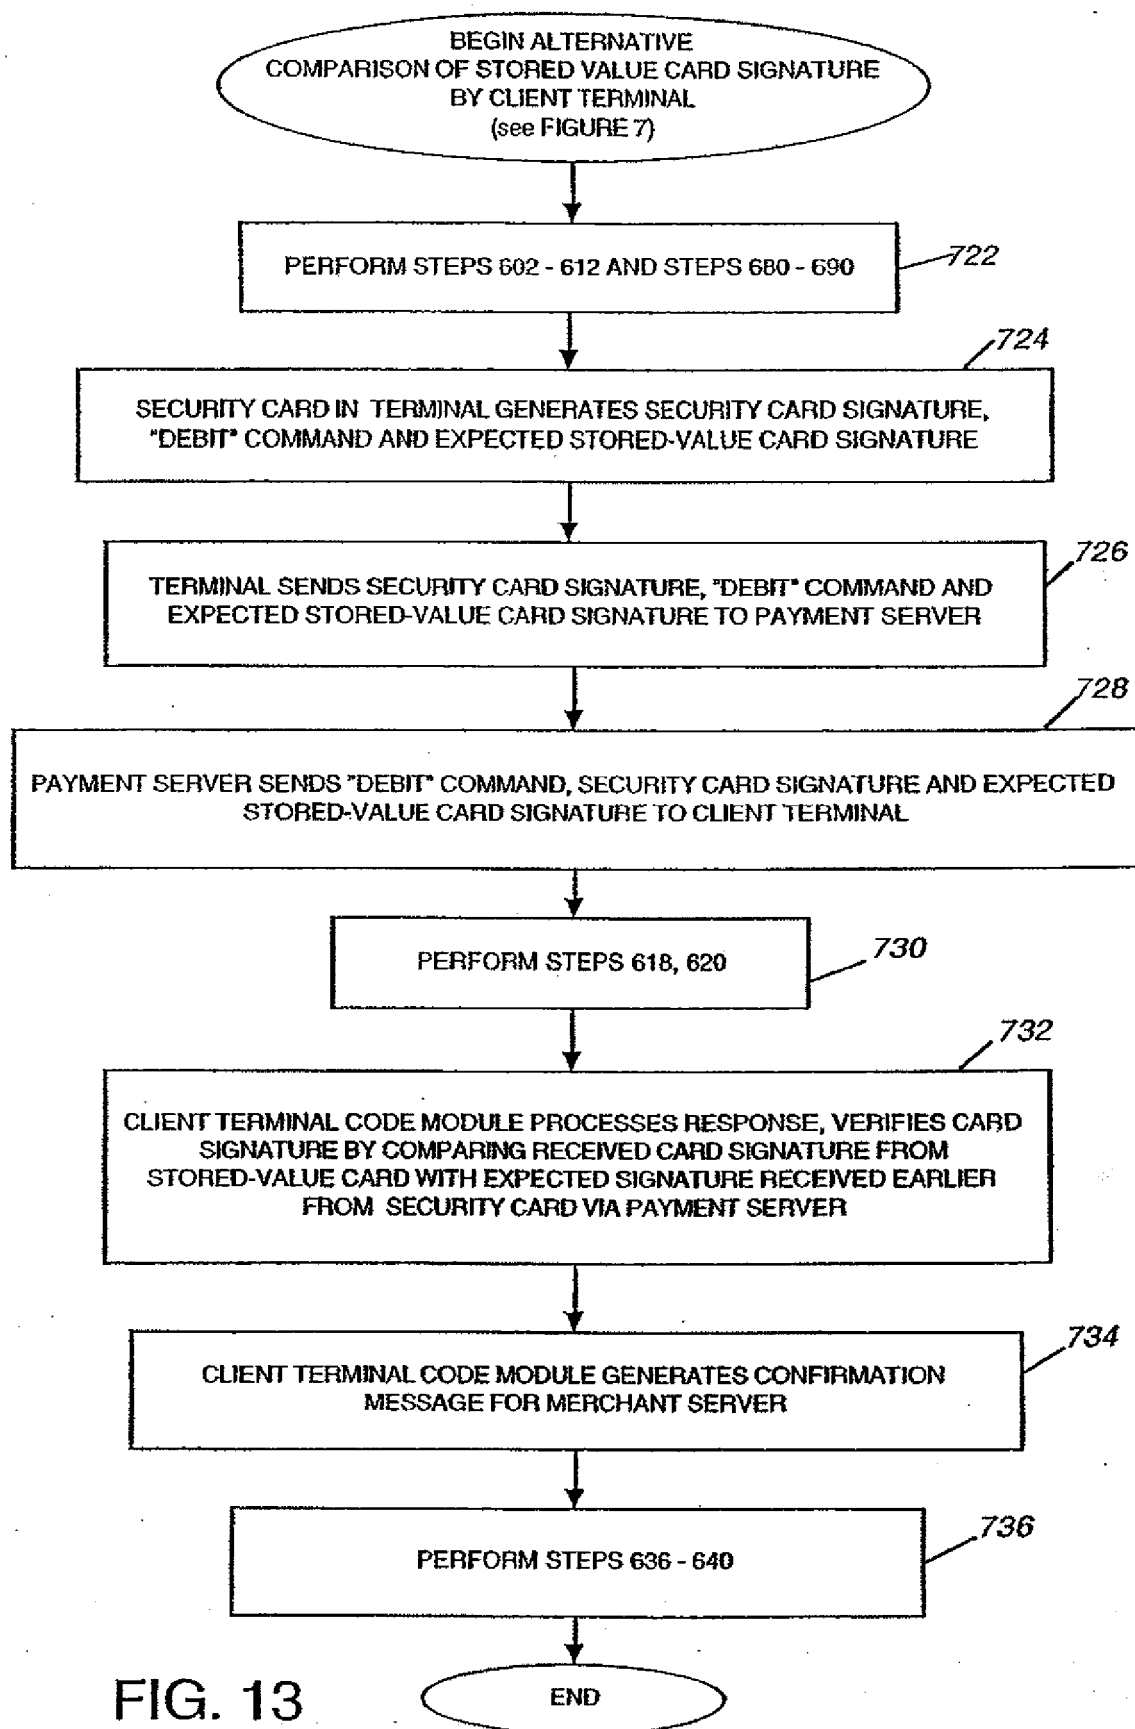 BEGIN ALTERNATIVE
COMPARISON OF STORED VALUE CARD SIGNATURE
BY CLIENT TERMINAL
(see FIGURE 7)
PERFORM STEPS 602 - 612 AND STEPS 680 - 690
722
724
SECURITY CARD IN TERMINAL GENERATES SECURITY CARD SIGNATURE,
"DEBIT" COMMAND AND EXPECTED STORED-VALUE CARD SIGNATURE
726
TERMINAL SENDS SECURITY CARD SIGNATURE, "DEBIT" COMMAND AND
EXPECTED STORED-VALUE CARD SIGNATURE TO PAYMENT SERVER
728
PAYMENT SERVER SENDS "DEBIT" COMMAND, SECURITY CARD SIGNATURE AND EXPECTED
STORED-VALUE CARD SIGNATURE TO CLIENT TERMINAL
PERFORM STEPS 618, 620
730
732
CLIENT TERMINAL CODE MODULE PROCESSES RESPONSE, VERIFIES CARD
SIGNATURE BY COMPARING RECEIVED CARD SIGNATURE FROM
STORED-VALUE CARD WITH EXPECTED SIGNATURE RECEIVED EARLIER
FROM SECURITY CARD VIA PAYMENT SERVER
734
CLIENT TERMINAL CODE MODULE GENERATES CONFIRMATION
MESSAGE FOR MERCHANT SERVER
736
PERFORM STEPS 636 - 640
END
FIG. 13